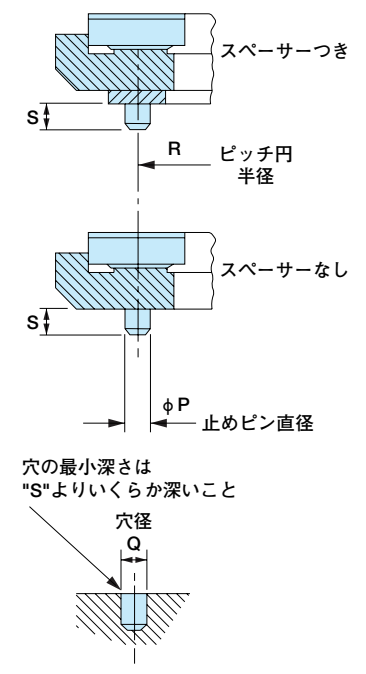 スペーサーつき
S
R
ピッチ円
半径
スペーサーなし
S
φP
止めピン直径
穴の最小深さは
"S"よりいくらか深いこと
穴径
Q